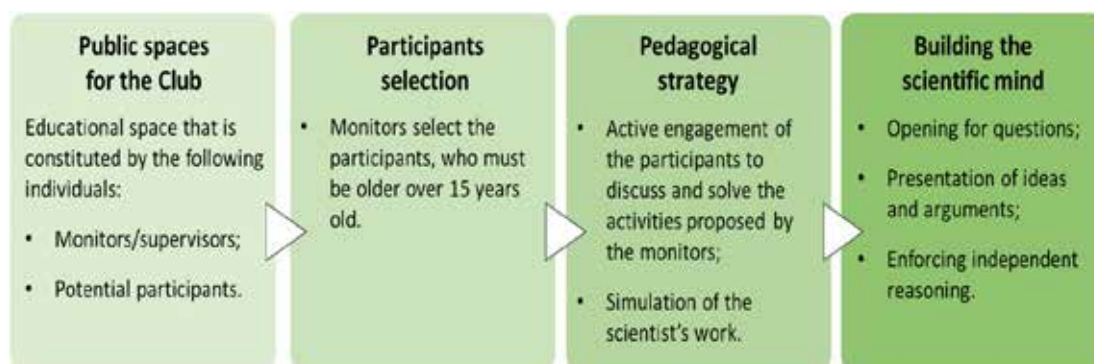 Public spaces
for the Club
Educational space that is
constituted by the following
individuals:
• Monitors/supervisors;
• Potential participants.
Participants
selection
• Monitors select the
participants, who must
be older over 15 years
old.
Pedagogical
strategy
• Active engagement of
the participants to
discuss and solve the
activities proposed by
the monitors;
• Simulation of the
scientist's work.
Building the
scientific mind
• Opening for questions;
• Presentation of ideas
and arguments;
• Enforcing independent
reasoning.